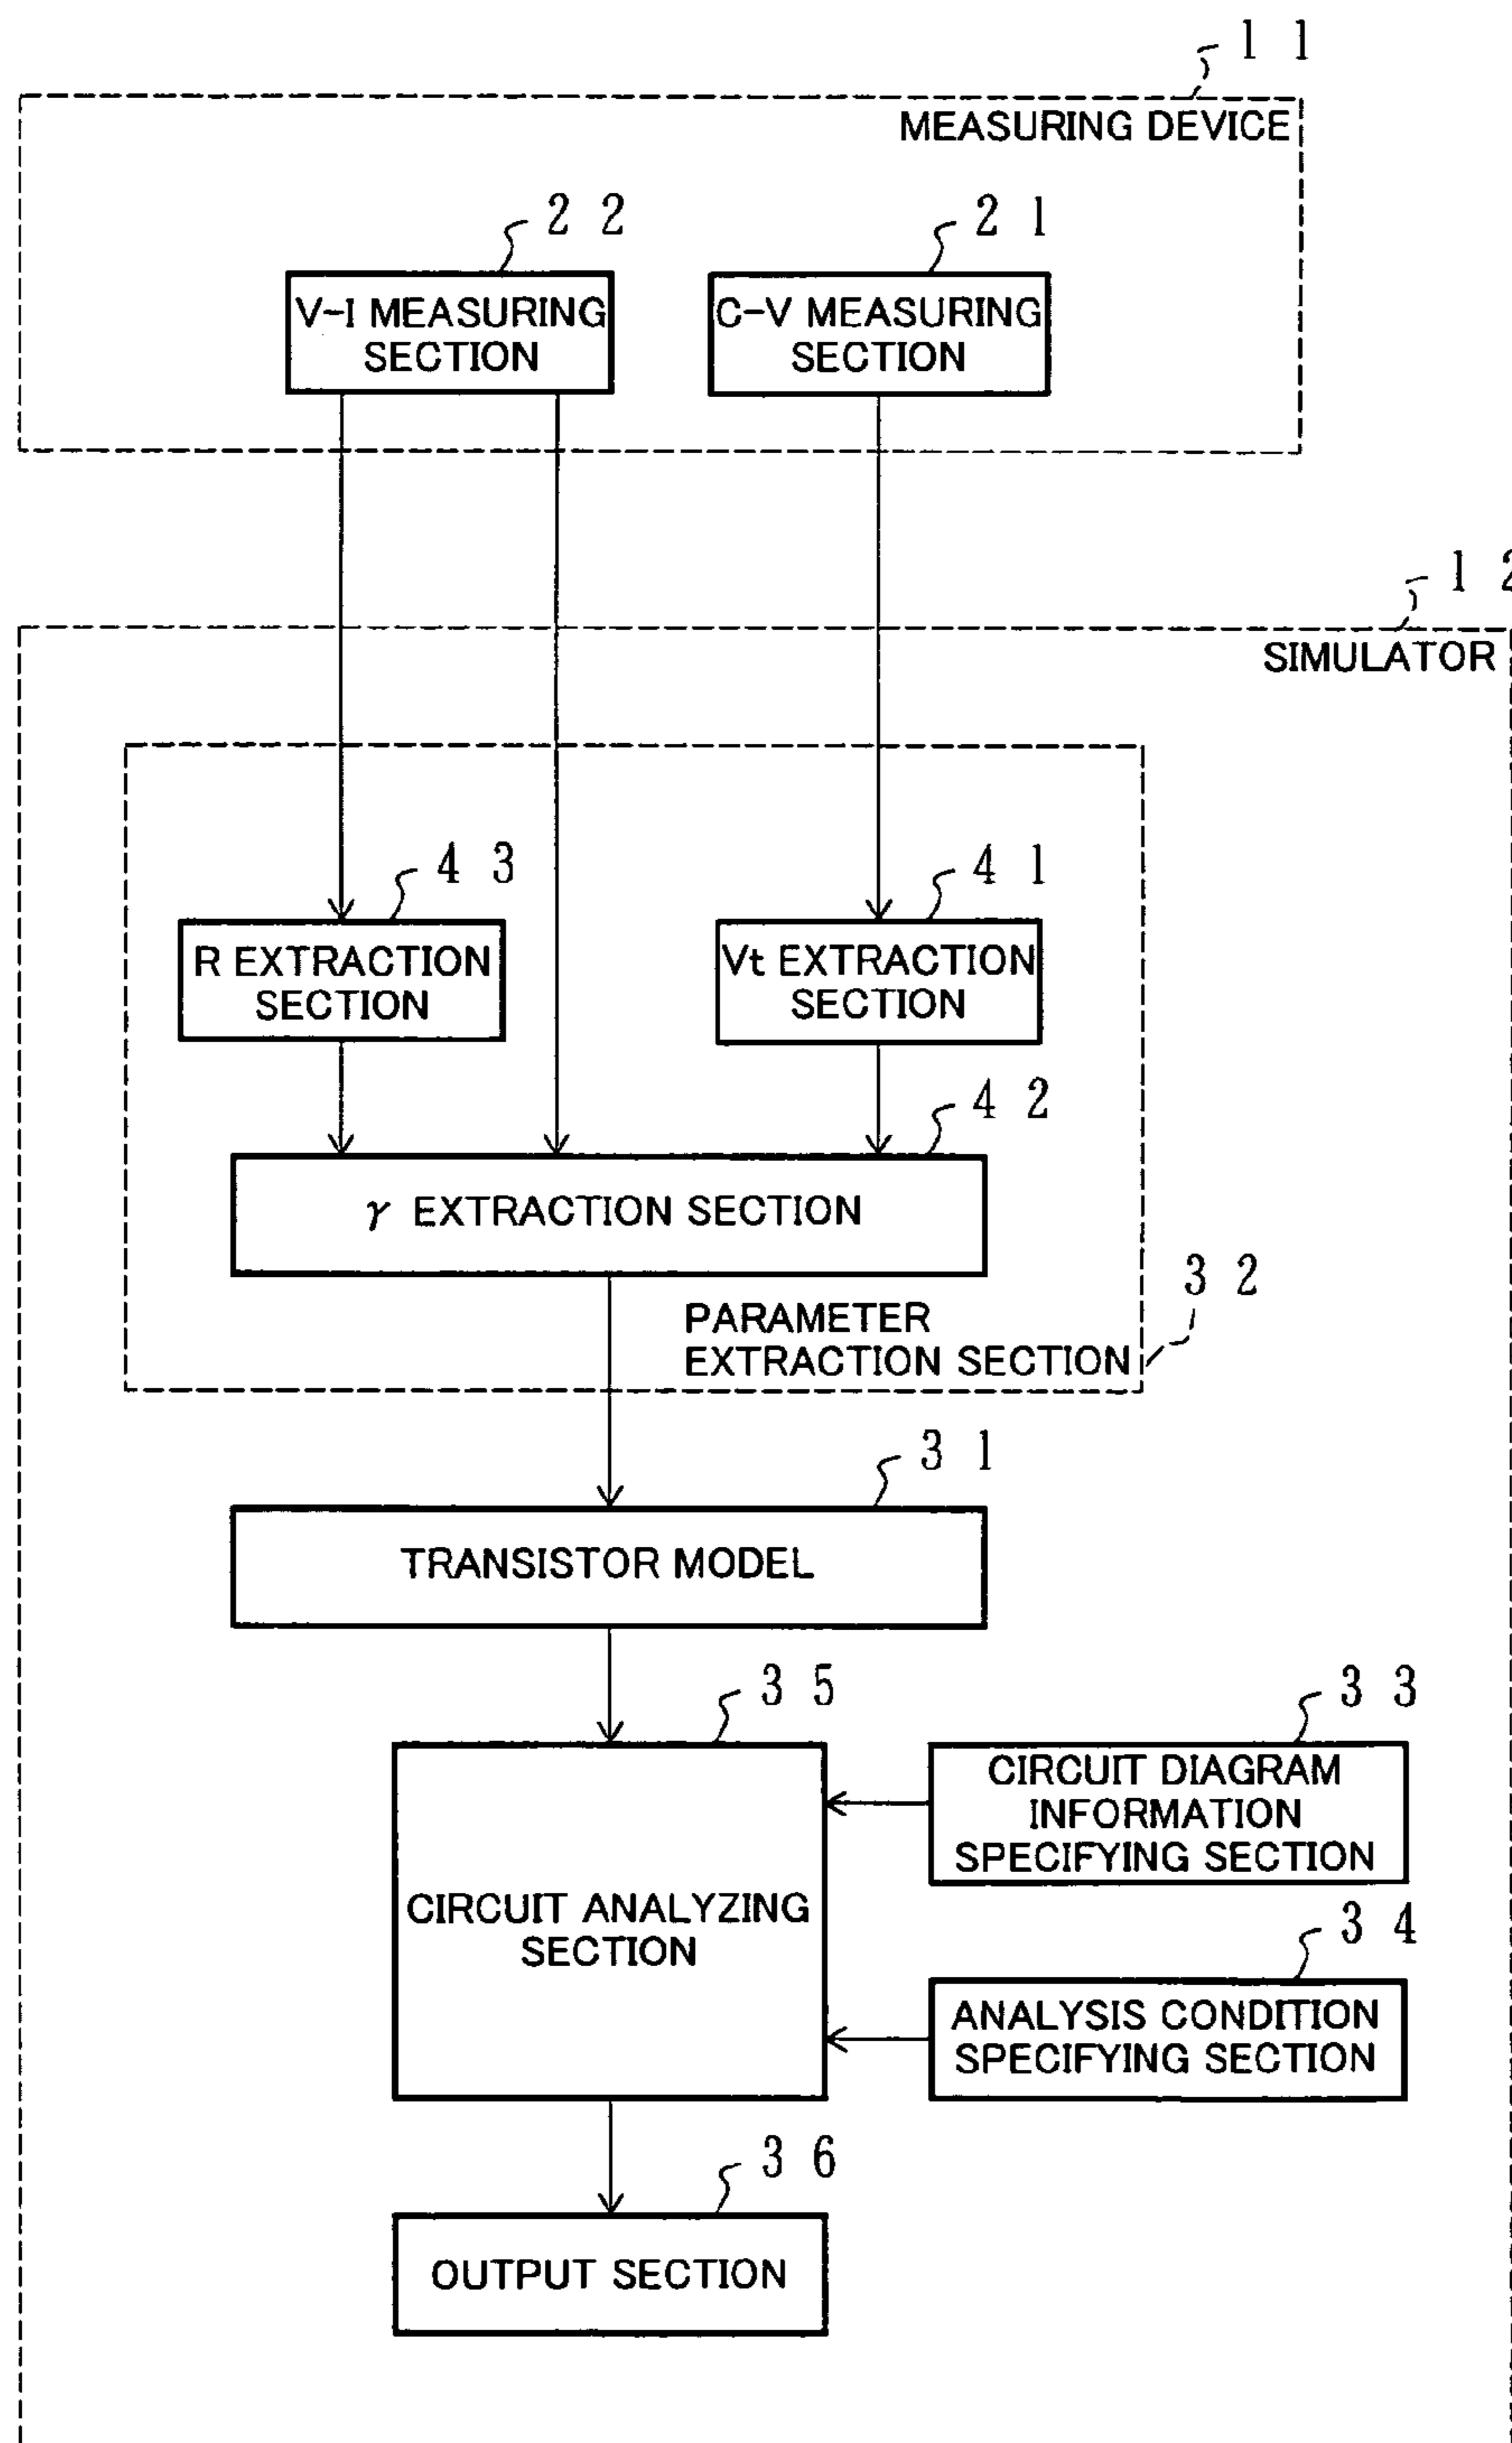 1 1
MEASURING DEVICE
2 2
2 1
V-I MEASURING
SECTION
C-V MEASURING
SECTION
1 2
SIMULATOR
4 3
4 1
R EXTRACTION
SECTION
Vt EXTRACTION
SECTION
4 2
γ EXTRACTION SECTION
3 2
PARAMETER
EXTRACTION SECTION
3 1
TRANSISTOR MODEL
3 5
3 3
CIRCUIT DIAGRAM
INFORMATION
SPECIFYING SECTION
CIRCUIT ANALYZING
SECTION
3 4
ANALYSIS CONDITION
SPECIFYING SECTION
3 6
OUTPUT SECTION